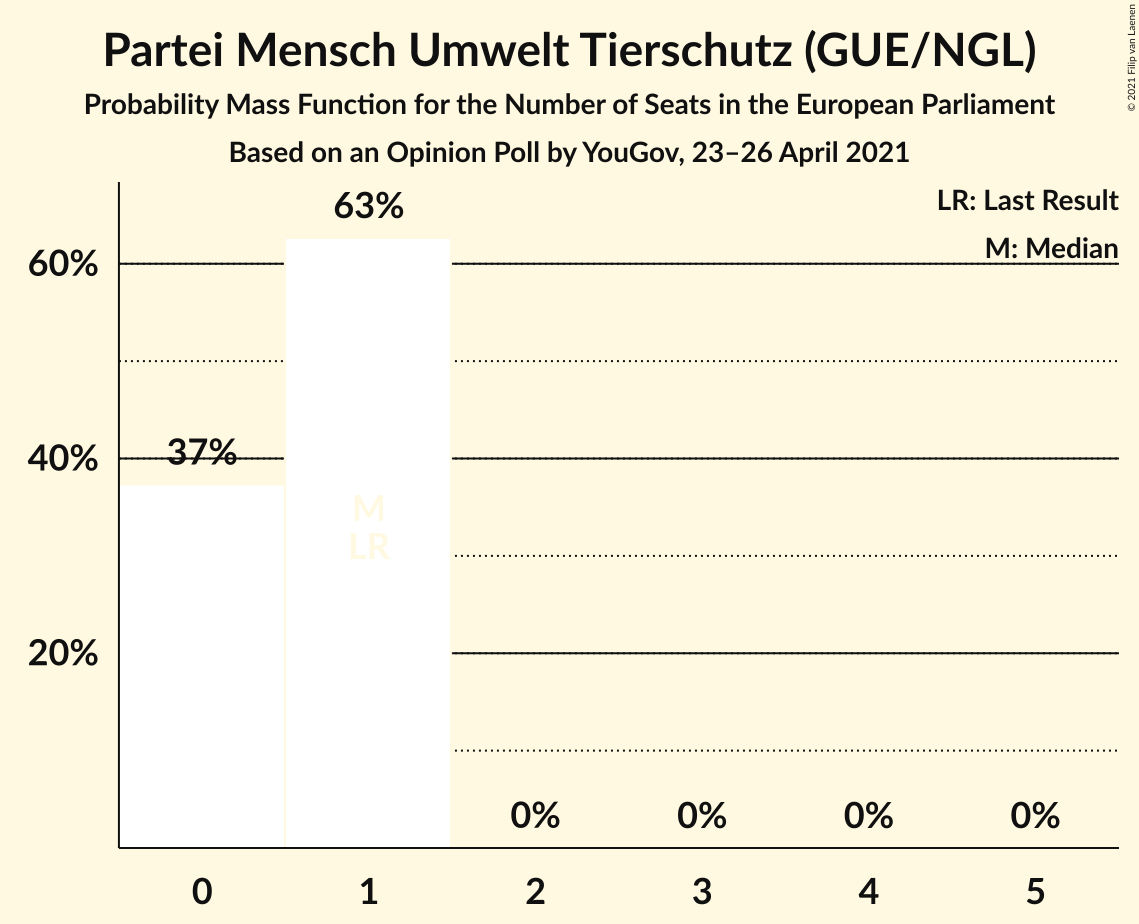 Partei Mensch Umwelt Tierschutz (GUE/NGL)
Probability Mass Function for the Number of Seats in the European Parliament
Based on an Opinion Poll by YouGov, 23–26 April 2021
© 2021 Filip van Laenen
LR: Last Result
M: Median
63%
60%
37%
40%
M
LR
20%
0% 0% 0% 0%
0 1 2 3 4 5